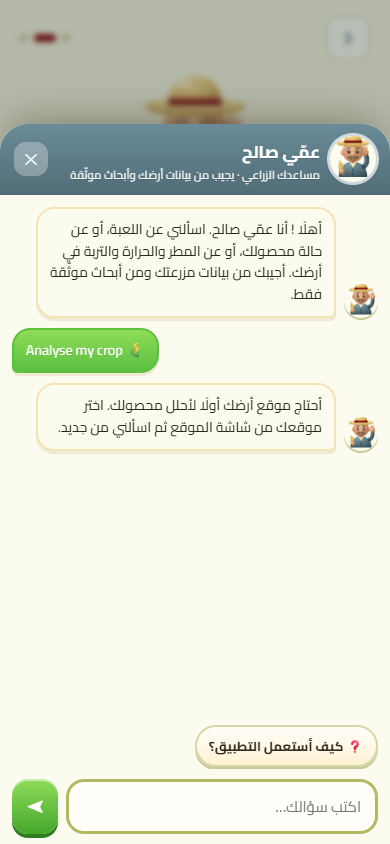 عمّي صالح
مساعدك الزراعي · يجيب من بيانات أرضك وأبحاث موثّقة
أهلًا ! أنا عمّي صالح. اسألني عن اللعبة، أو عن
حالة محصولك، أو عن المطر والحرارة والتربة في
أرضك. أجيبك من بيانات مزرعتك ومن أبحاث موثّقة
فقط.
Analyse my crop
أحتاج موقع أرضك أولًا لأحلل محصولك. اختر
موقعك من شاشة الموقع ثم اسألني من جديد.
كيف أستعمل التطبيق؟
اكتب سؤالك...